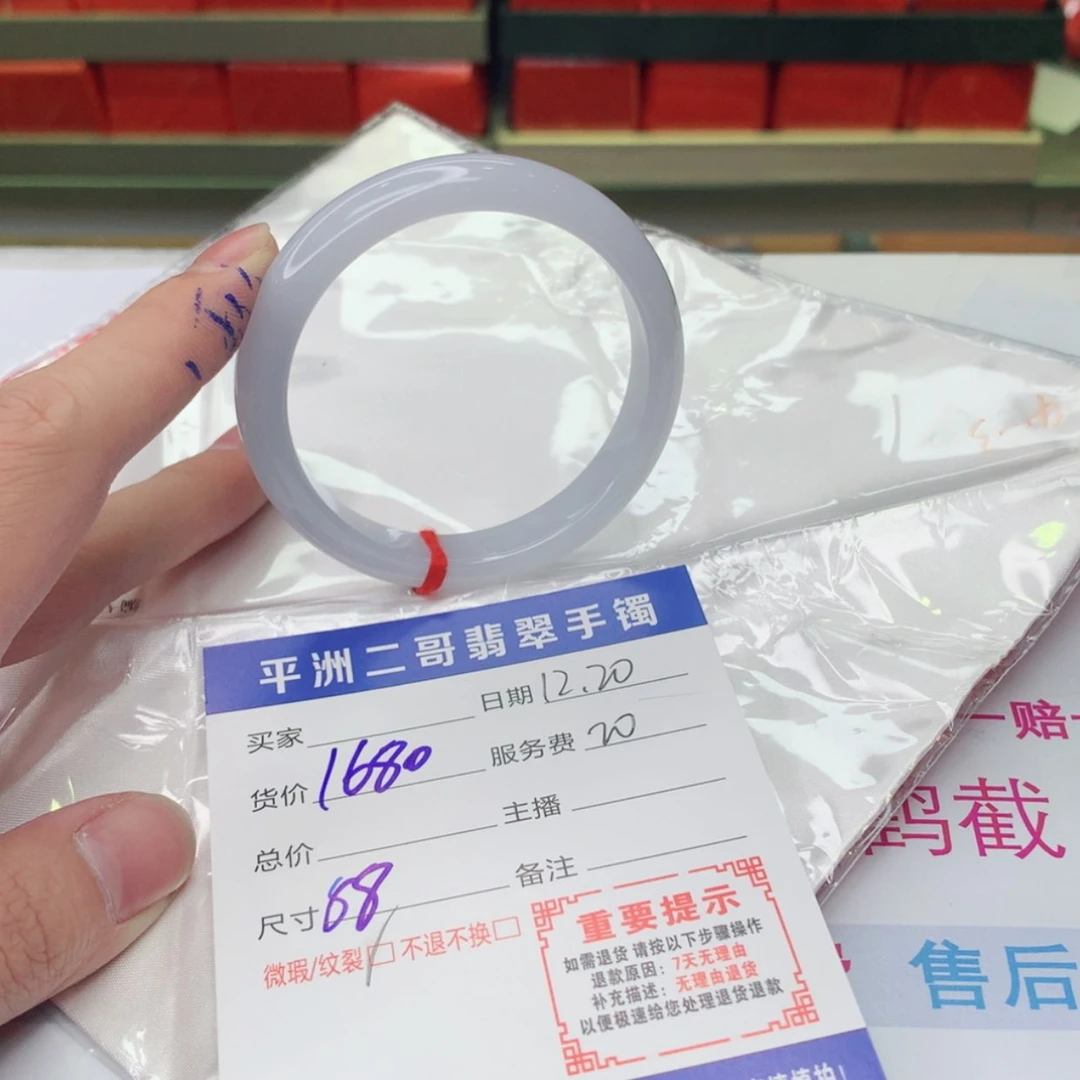 平洲二哥翡翠手镯
买家 日期 12.20
货价 1680 服务费 20
总价 主播
尺寸 58 备注
微瑕/纹裂 不退不换
重要提示
如需退货 请按以下步骤操作
退款原因：7天无理由
补充描述：无理由退货
以便极速给您处理退货退款
一赔一
截
售后